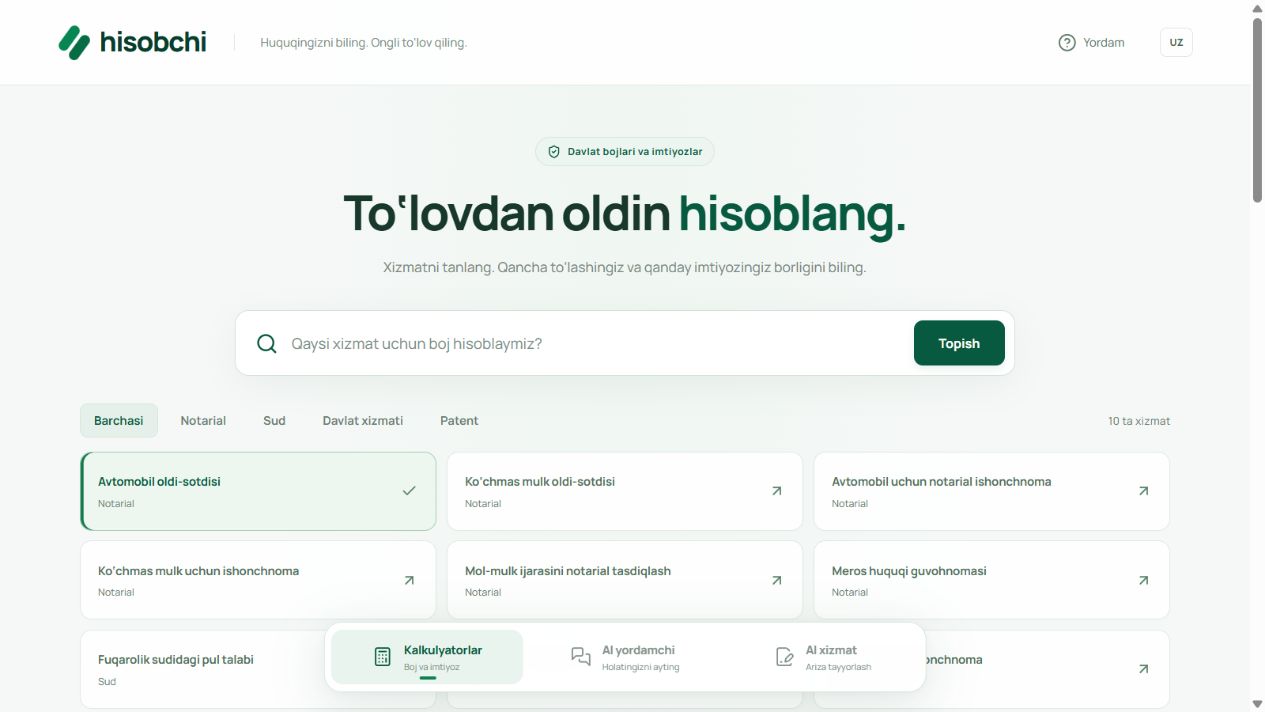 hisobchi
Huquqingizni biling. Ongli to'lov qiling.
Yordam
UZ
Davlat bojlari va imtiyozlar
To‘lovdan oldin hisoblang.
Xizmatni tanlang. Qancha to'lashingiz va qanday imtiyozingiz borligini biling.
Qaysi xizmat uchun boj hisoblaymiz?
Topish
Barchasi
Notarial
Sud
Davlat xizmati
Patent
10 ta xizmat
Avtomobil oldi-sotdisi
Notarial
Ko‘chmas mulk oldi-sotdisi
Notarial
Avtomobil uchun notarial ishonchnoma
Notarial
Ko‘chmas mulk uchun ishonchnoma
Notarial
Mol-mulk ijarasini notarial tasdiqlash
Notarial
Meros huquqi guvohnomasi
Notarial
Fuqarolik sudidagi pul talabi
Sud
Kalkulyatorlar
Boj va imtiyoz
AI yordamchi
Holatingizni ayting
AI xizmat
Ariza tayyorlash